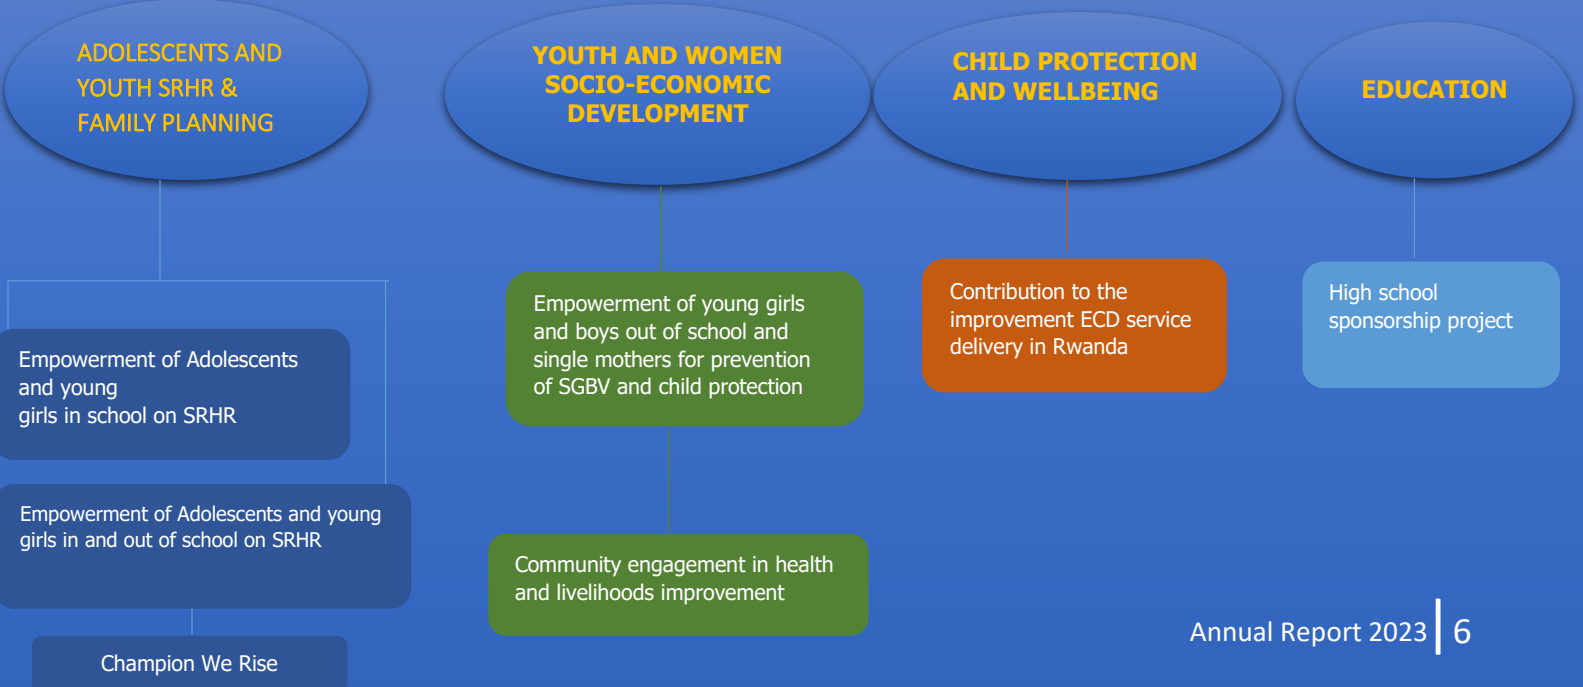 ADOLESCENTS AND
YOUTH SRHR &
FAMILY PLANNING
Empowerment of Adolescents
and young
girls in school on SRHR
Empowerment of Adolescents and young
girls in and out of school on SRHR
Champion We Rise
YOUTH AND WOMEN
SOCIO-ECONOMIC
DEVELOPMENT
Empowerment of young girls
and boys out of school and
single mothers for prevention
of SGBV and child protection
Community engagement in health
and livelihoods improvement
CHILD PROTECTION
AND WELLBEING
Contribution to the
improvement ECD service
delivery in Rwanda
EDUCATION
High school
sponsorship project
Annual Report 2023 6